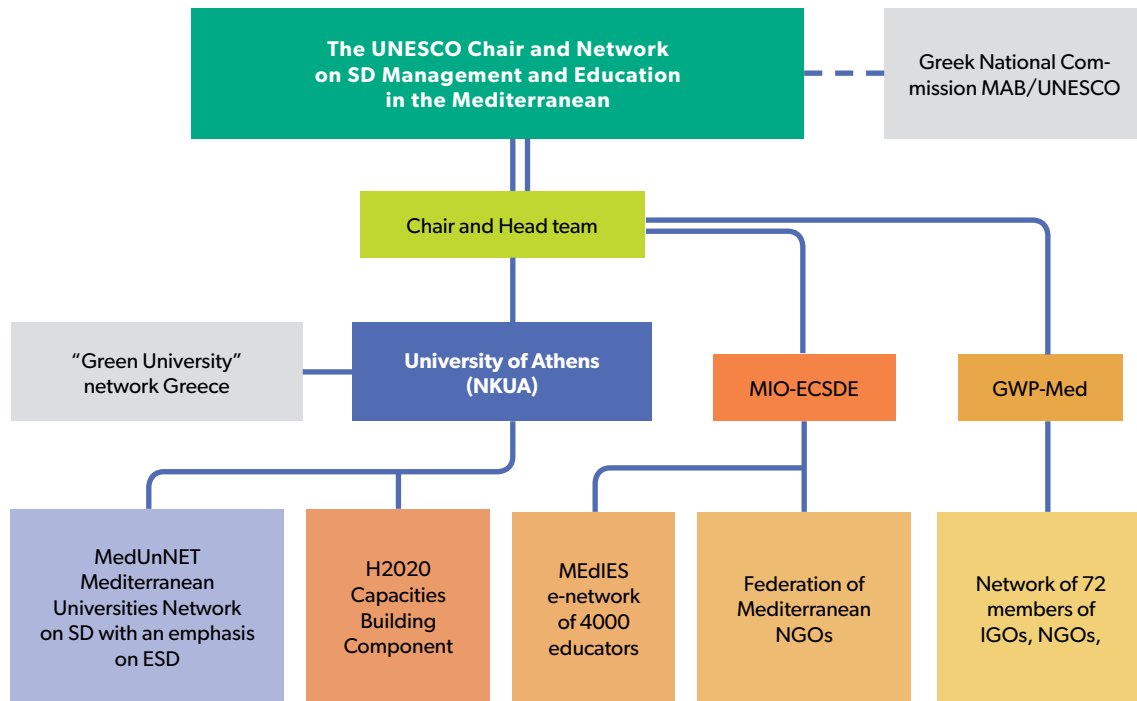 The UNESCO Chair and Network
on SD Management and Education
in the Mediterranean
Greek National Com-
mission MAB/UNESCO
Chair and Head team
“Green University”
network Greece
University of Athens
(NKUA)
MIO-ECSDE
GWP-Med
MedUnNET
Mediterranean
Universities Network
on SD with an emphasis
on ESD
H2020
Capacities
Building
Component
MEdIES
e-network
of 4000
educators
Federation of
Mediterranean
NGOs
Network of 72
members of
IGOs, NGOs,